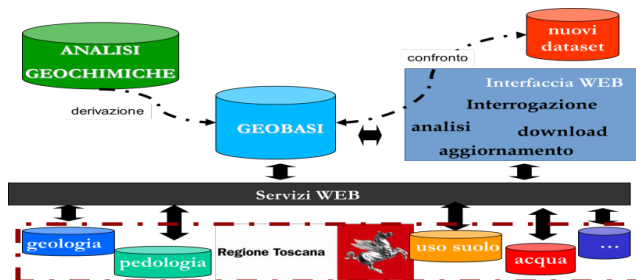 ANALISI
GEOCHIMICHE
nuovi
dataset
confronto
derivazione
GEOBASI
Interfaccia WEB
Interrogazione
analisi
download
aggiornamento
Servizi WEB
geologia
pedologia
Regione Toscana
uso suolo
acqua
...